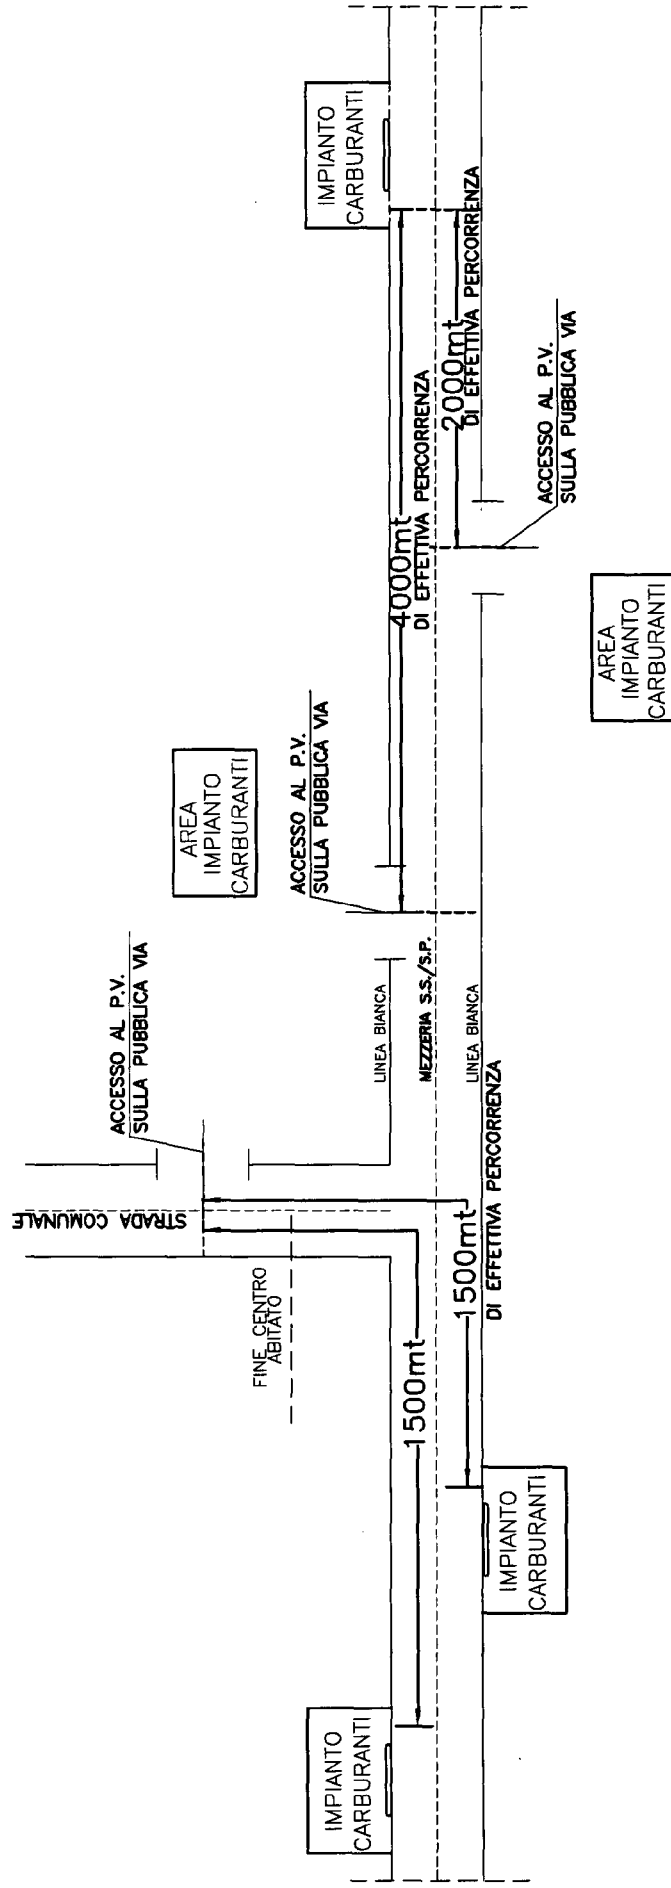 IMPIANTO
CARBURANTI
4000mt
DI EFFETTIVA PERCORRENZA
2000mt
DI EFFETTIVA PERCORRENZA
ACCESSO AL P.V.
SULLA PUBBLICA VIA
AREA
IMPIANTO
CARBURANTI
AREA
IMPIANTO
CARBURANTI
ACCESSO AL P.V.
SULLA PUBBLICA VIA
ACCESSO AL P.V.
SULLA PUBBLICA VIA
LINEA BIANCA
MEZZERIA S.S./S.P.
LINEA BIANCA
STRADA COMUNALE
FINE CENTRO
ABITATO
1500mt
DI EFFETTIVA PERCORRENZA
1500mt
IMPIANTO
CARBURANTI
IMPIANTO
CARBURANTI